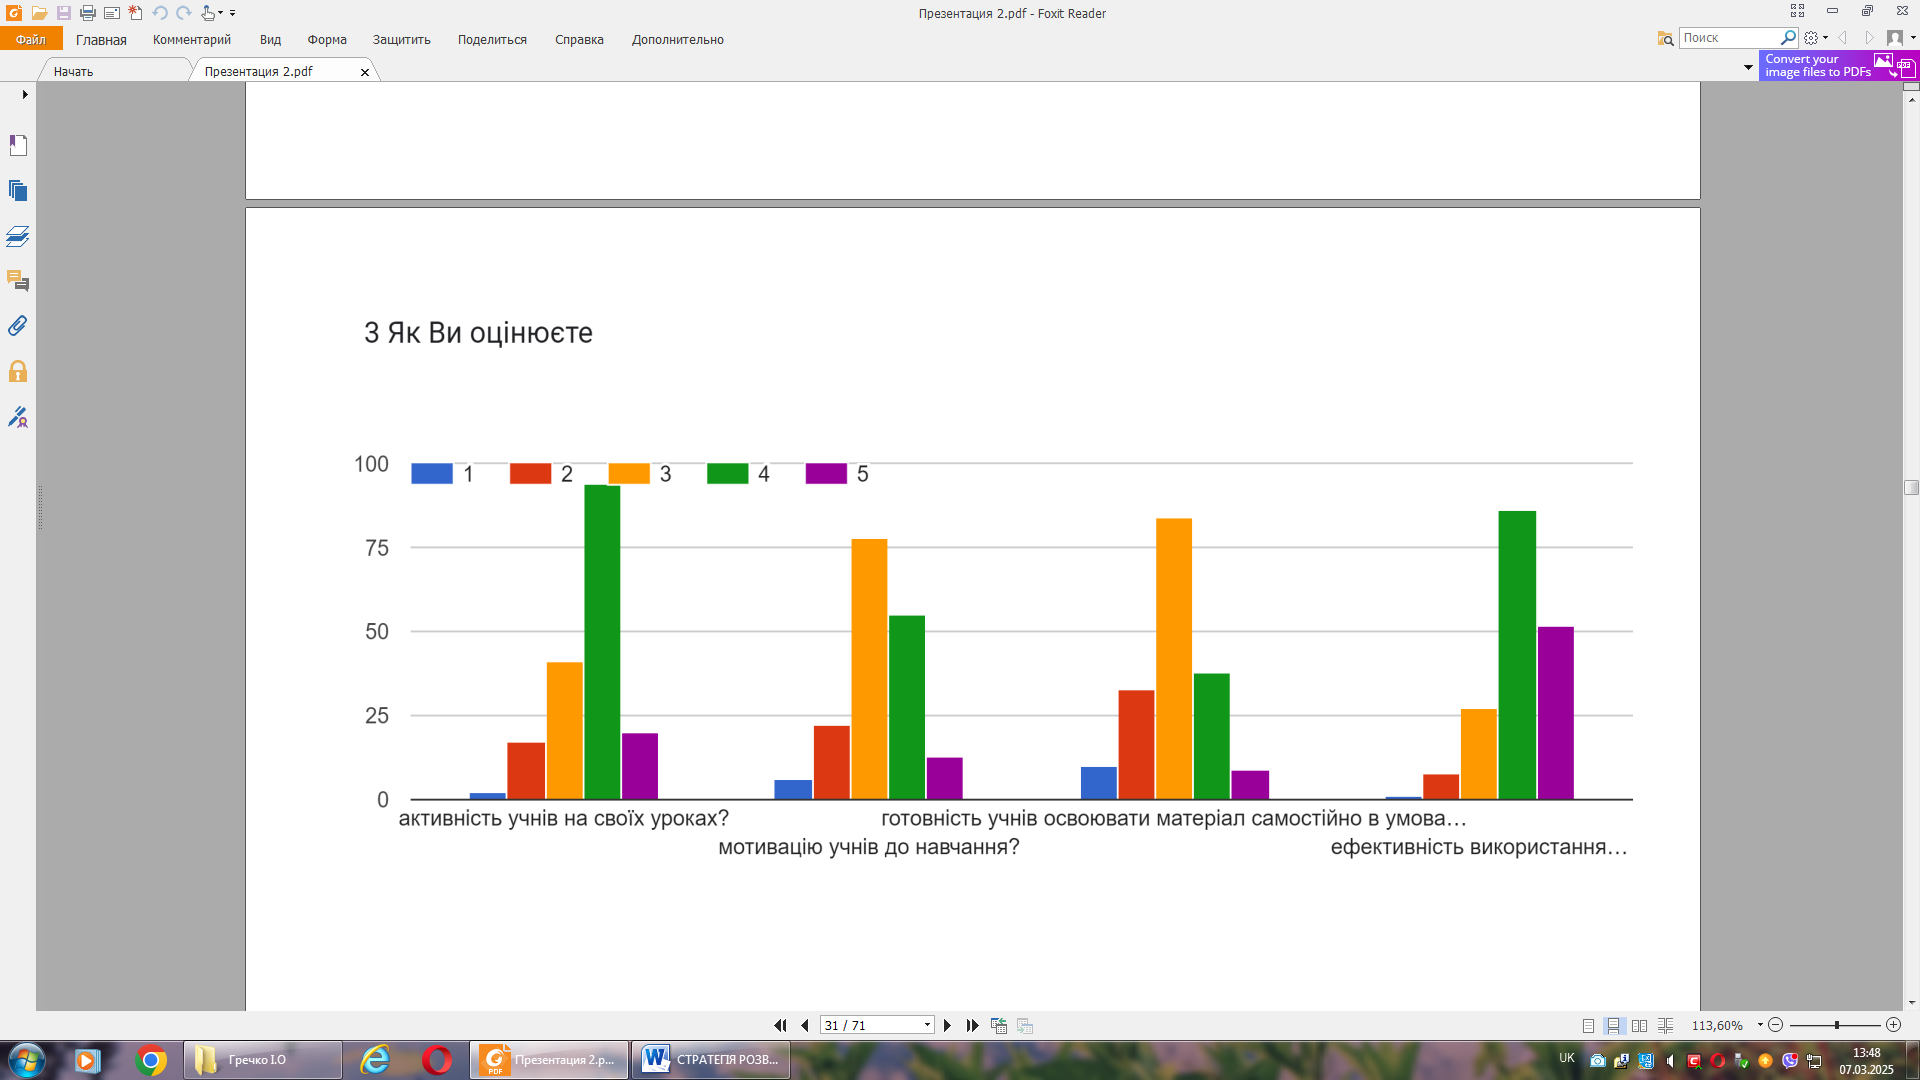 Презентация 2.pdf - Foxit Reader
Файл Главная Комментарий Вид Форма Защитить Поделиться Справка Дополнительно
Поиск
Начать
Презентация 2.pdf
Convert your
image files to PDFs
3 Як Ви оцінюєте
100
75
50
25
0
1 2 3 4 5
активність учнів на своїх уроках?
мотивацію учнів до навчання?
готовність учнів освоювати матеріал самостійно в умова…
ефективність використання…
31 / 71
113,60%
Гречко І.О
Презентация 2.p...
СТРАТЕГІЯ РОЗВ...
UK
13:48
07.03.2025